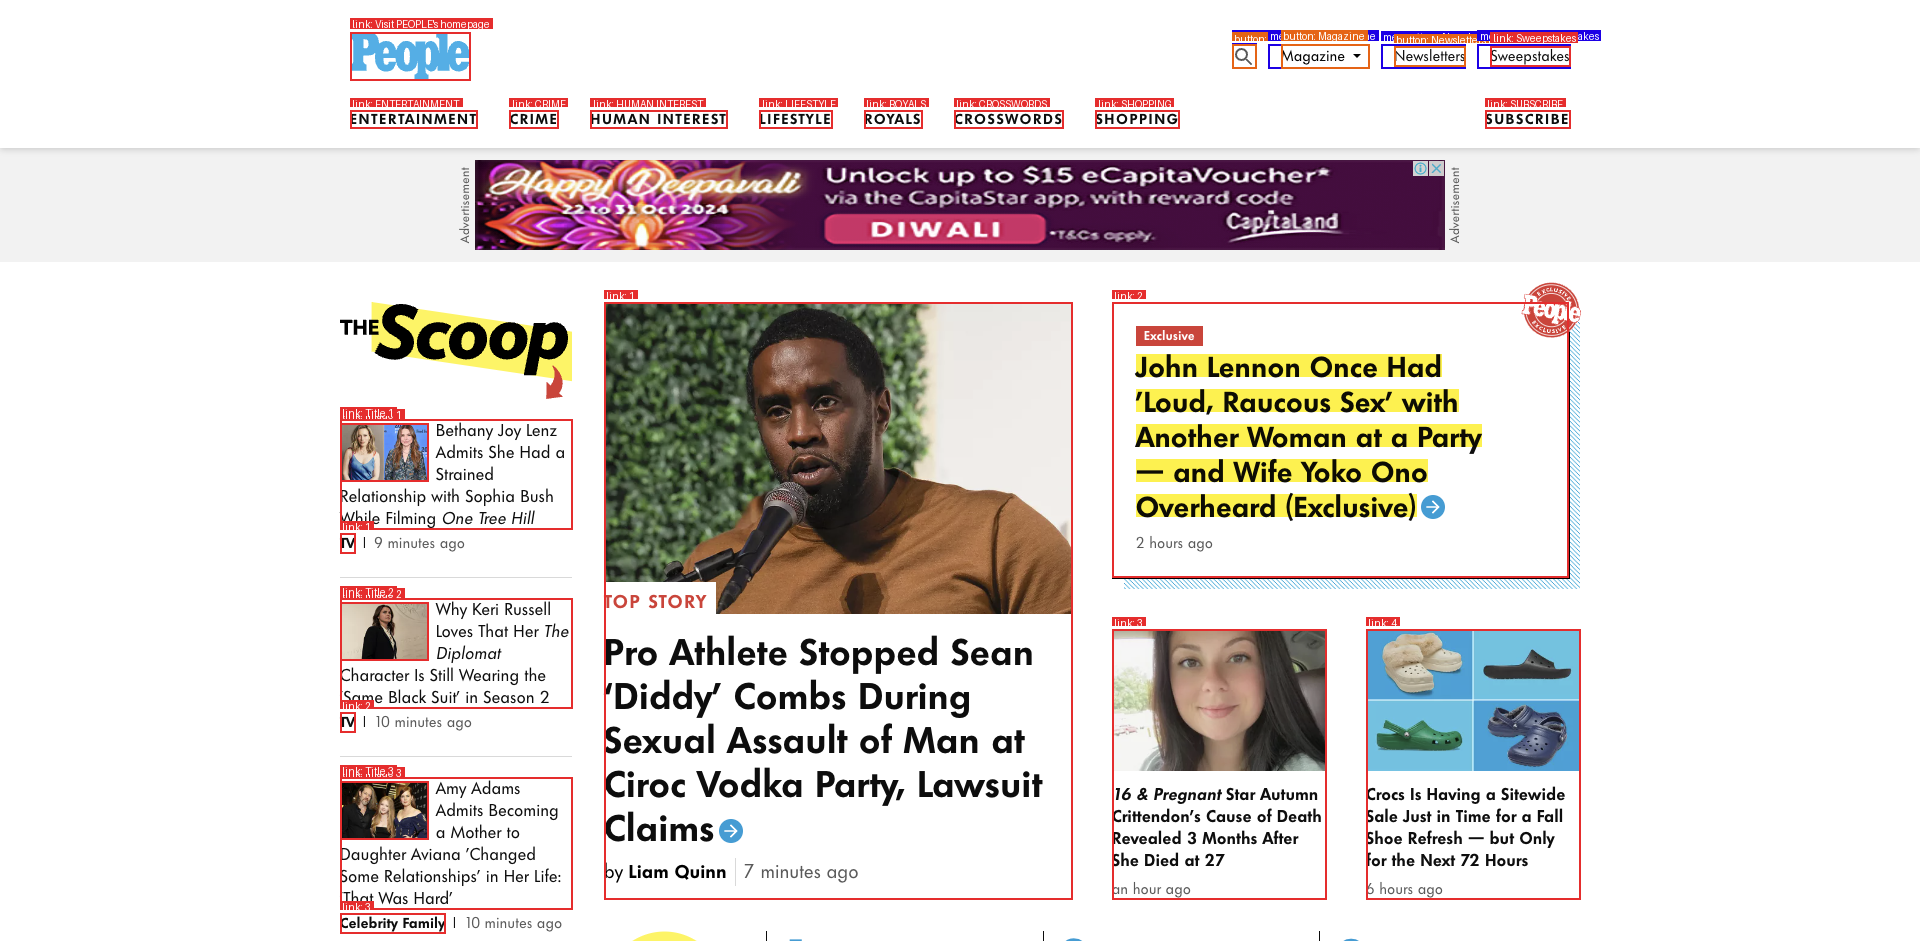 link: Visit PEOPLE's homepage
People
button:
button: Magazine
Magazine
button: Newslette
Newsletters
link: Sweepstakes
akes
Sweepstakes
link: ENTERTAINMENT
ENTERTAINMENT
link: CRIME
CRIME
link: HUMAN INTEREST
HUMAN INTEREST
link: LIFESTYLE
LIFESTYLE
link: ROYALS
ROYALS
link: CROSSWORDS
CROSSWORDS
link: SHOPPING
SHOPPING
link: SUBSCRIBE
SUBSCRIBE
Advertisement
Happy Deepavali
22 to 31 Oct 2024
Unlock up to $15 eCapitaVoucher*
via the CapitaStar app, with reward code
DIWALI
*T&Cs apply.
CapitaLand
Advertisement
THE Scoop
link: Title 1
Bethany Joy Lenz
Admits She Had a
Strained
Relationship with Sophia Bush
While Filming One Tree Hill
link: 1
TV
9 minutes ago
link: Title 2
Why Keri Russell
Loves That Her The
Diplomat
Character Is Still Wearing the
'Same Black Suit' in Season 2
link: 2
TV
10 minutes ago
link: Title 3
Amy Adams
Admits Becoming
a Mother to
Daughter Aviana 'Changed
Some Relationships' in Her Life:
'That Was Hard'
link: 3
Celebrity Family
10 minutes ago
link: 1
TOP STORY
Pro Athlete Stopped Sean
'Diddy' Combs During
Sexual Assault of Man at
Ciroc Vodka Party, Lawsuit
Claims
by Liam Quinn
7 minutes ago
link: 2
EXCLUSIVE
People
EXCLUSIVE
Exclusive
John Lennon Once Had
'Loud, Raucous Sex' with
Another Woman at a Party
— and Wife Yoko Ono
Overheard (Exclusive)
2 hours ago
link: 3
16 & Pregnant Star Autumn
Crittendon's Cause of Death
Revealed 3 Months After
She Died at 27
an hour ago
link: 4
Crocs Is Having a Sitewide
Sale Just in Time for a Fall
Shoe Refresh — but Only
for the Next 72 Hours
6 hours ago